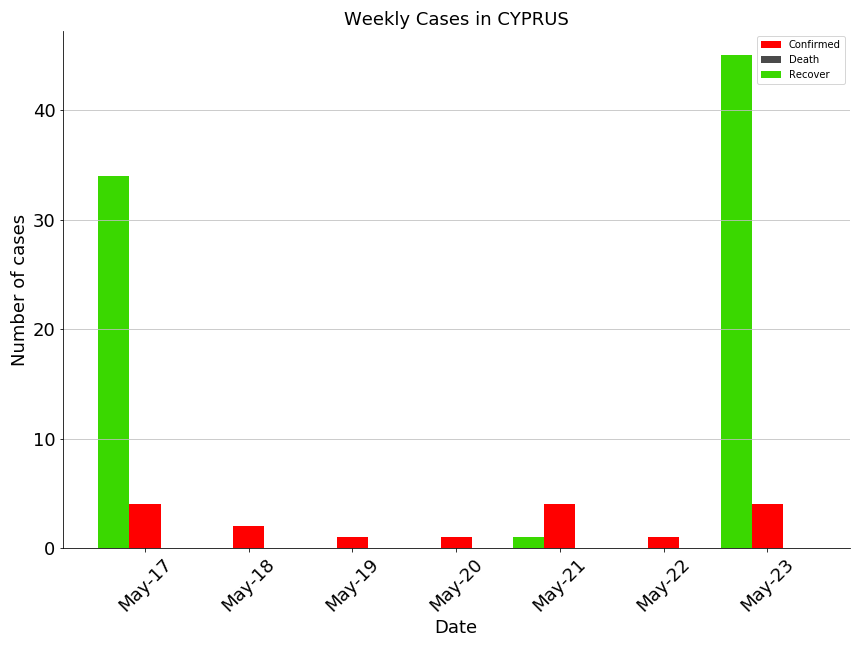 Weekly Cases in CYPRUS
Confirmed
Death
Recover
Number of cases
40
30
20
10
0
May-17
May-18
May-19
May-20
May-21
May-22
May-23
Date